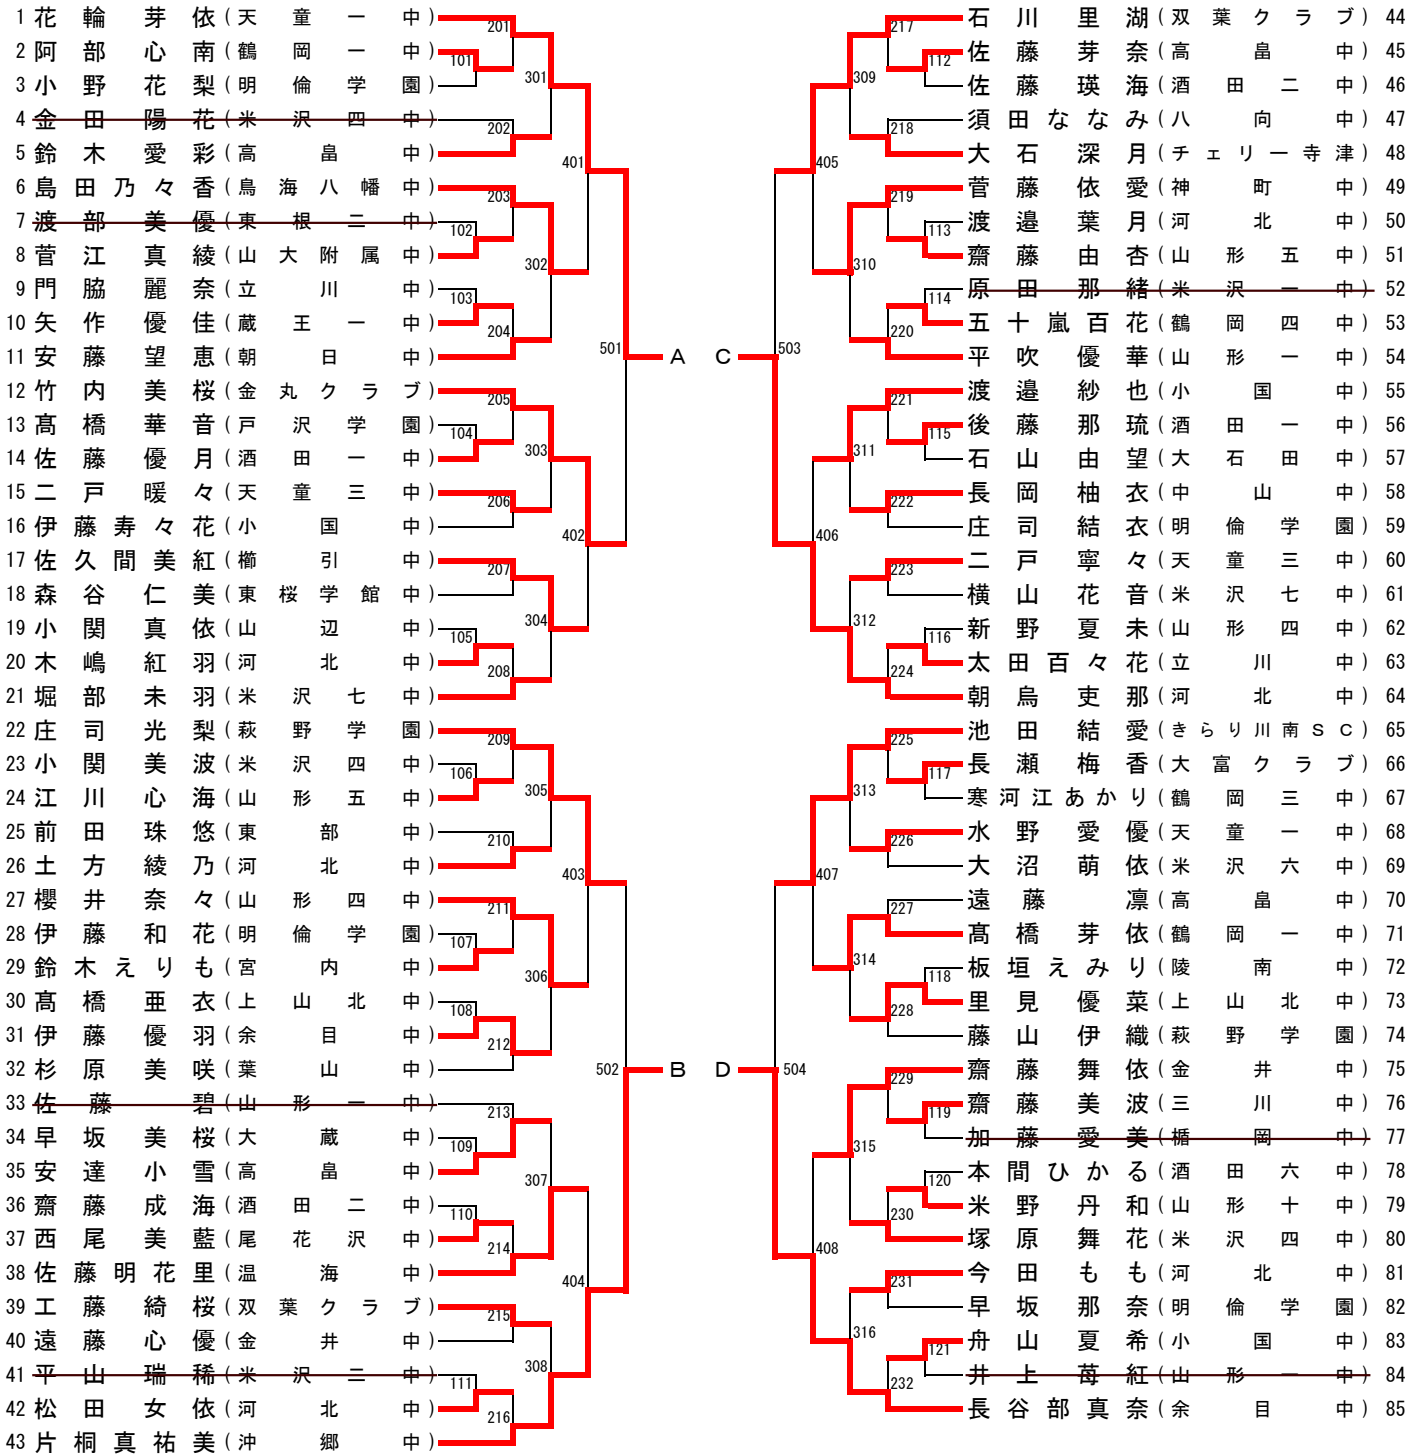 1 花輪芽依 (天童一中)
2 阿部心南 (鶴岡一中)
3 小野花梨 (明倫学園)
4 金田陽花 (米沢四中)
5 鈴木愛彩 (高畠中)
6 島田乃々香 (鳥海八幡中)
7 渡部美優 (東根二中)
8 菅江真綾 (山大附属中)
9 門脇麗奈 (立川中)
10 矢作優佳 (蔵王一中)
11 安藤望恵 (朝日中)
12 竹内美桜 (金丸クラブ)
13 髙橋華音 (戸沢学園)
14 佐藤優月 (酒田一中)
15 二戸暖々 (天童三中)
16 伊藤寿々花 (小国中)
17 佐久間美紅 (櫛引中)
18 森谷仁美 (東桜学館中)
19 小関真依 (山辺中)
20 木嶋紅羽 (河北中)
21 堀部未羽 (米沢七中)
22 庄司光梨 (萩野学園)
23 小関美波 (米沢四中)
24 江川心海 (山形五中)
25 前田珠悠 (東部中)
26 土方綾乃 (河北中)
27 櫻井奈々 (山形四中)
28 伊藤和花 (明倫学園)
29 鈴木えりも (宮内中)
30 髙橋亜衣 (上山北中)
31 伊藤優羽 (余目中)
32 杉原美咲 (葉山中)
33 佐藤碧 (山形一中)
34 早坂美桜 (大蔵中)
35 安達小雪 (高畠中)
36 齋藤成海 (酒田二中)
37 西尾美藍 (尾花沢中)
38 佐藤明花里 (温海中)
39 工藤綺桜 (双葉クラブ)
40 遠藤心優 (金井中)
41 平山瑞稀 (米沢二中)
42 松田女依 (河北中)
43 片桐真祐美 (沖郷中)
101
102
103
104
105
106
107
108
109
110
111
201
202
203
204
205
206
207
208
209
210
211
212
213
214
215
216
301
302
303
304
305
306
307
308
401
402
403
404
501
502
A C
B D
503
504
405
406
407
408
309
310
311
312
313
314
315
316
217
218
219
220
221
222
223
224
225
226
227
228
229
230
231
232
112
113
114
115
116
117
118
119
120
121
石川里湖 (双葉クラブ) 44
佐藤芽奈 (高畠中) 45
佐藤瑛海 (酒田二中) 46
須田ななみ (八向中) 47
大石深月 (チェリー寺津) 48
菅藤依愛 (神町中) 49
渡邉葉月 (河北中) 50
齋藤由杏 (山形五中) 51
原田那緒 (米沢一中) 52
五十嵐百花 (鶴岡四中) 53
平吹優華 (山形一中) 54
渡邉紗也 (小国中) 55
後藤那琉 (酒田一中) 56
石山由望 (大石田中) 57
長岡柚衣 (中山中) 58
庄司結衣 (明倫学園) 59
二戸寧々 (天童三中) 60
横山花音 (米沢七中) 61
新野夏未 (山形四中) 62
太田百々花 (立川中) 63
朝烏吏那 (河北中) 64
池田結愛 (きらり川南SC) 65
長瀬梅香 (大富クラブ) 66
寒河江あかり (鶴岡三中) 67
水野愛優 (天童一中) 68
大沼萌依 (米沢六中) 69
遠藤凛 (高畠中) 70
髙橋芽依 (鶴岡一中) 71
板垣えみり (陵南中) 72
里見優菜 (上山北中) 73
藤山伊織 (萩野学園) 74
齋藤舞依 (金井中) 75
齋藤美波 (三川中) 76
加藤愛美 (楯岡中) 77
本間ひかる (酒田六中) 78
米野丹和 (山形十中) 79
塚原舞花 (米沢四中) 80
今田もも (河北中) 81
早坂那奈 (明倫学園) 82
舟山夏希 (小国中) 83
井上苺紅 (山形一中) 84
長谷部真奈 (余目中) 85